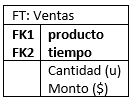 FT: Ventas
FK1 producto
FK2 tiempo
Cantidad (u)
Monto ($)